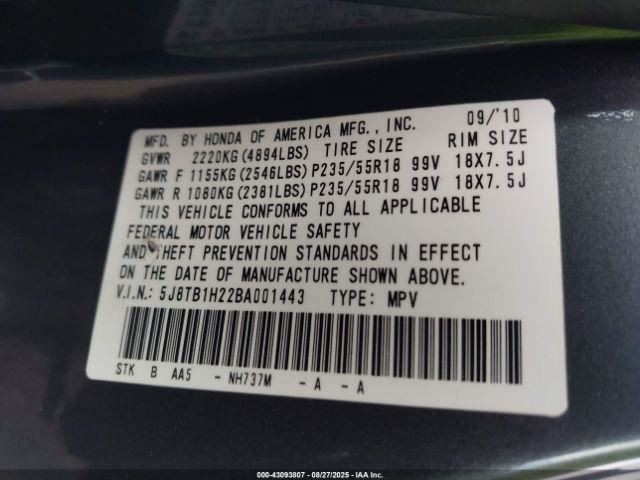 09/'10
MFD. BY HONDA OF AMERICA MFG., INC.
GVWR 2220KG(4894LBS) TIRE SIZE RIM SIZE
GAWR F 1155KG(2546LBS)P235/55R18 99V 18X7.5J
GAWR R 1080KG(2381LBS)P235/55R18 99V 18X7.5J
THIS VEHICLE CONFORMS TO ALL APPLICABLE
FEDERAL MOTOR VEHICLE SAFETY
AND THEFT PREVENTION STANDARDS IN EFFECT
ON THE DATE OF MANUFACTURE SHOWN ABOVE.
V.I.N.: 5J8TB1H22BA001443 TYPE: MPV
STK B AA5 - NH737M - A - A
000-43093807 - 08/27/2025 - IAA Corp.